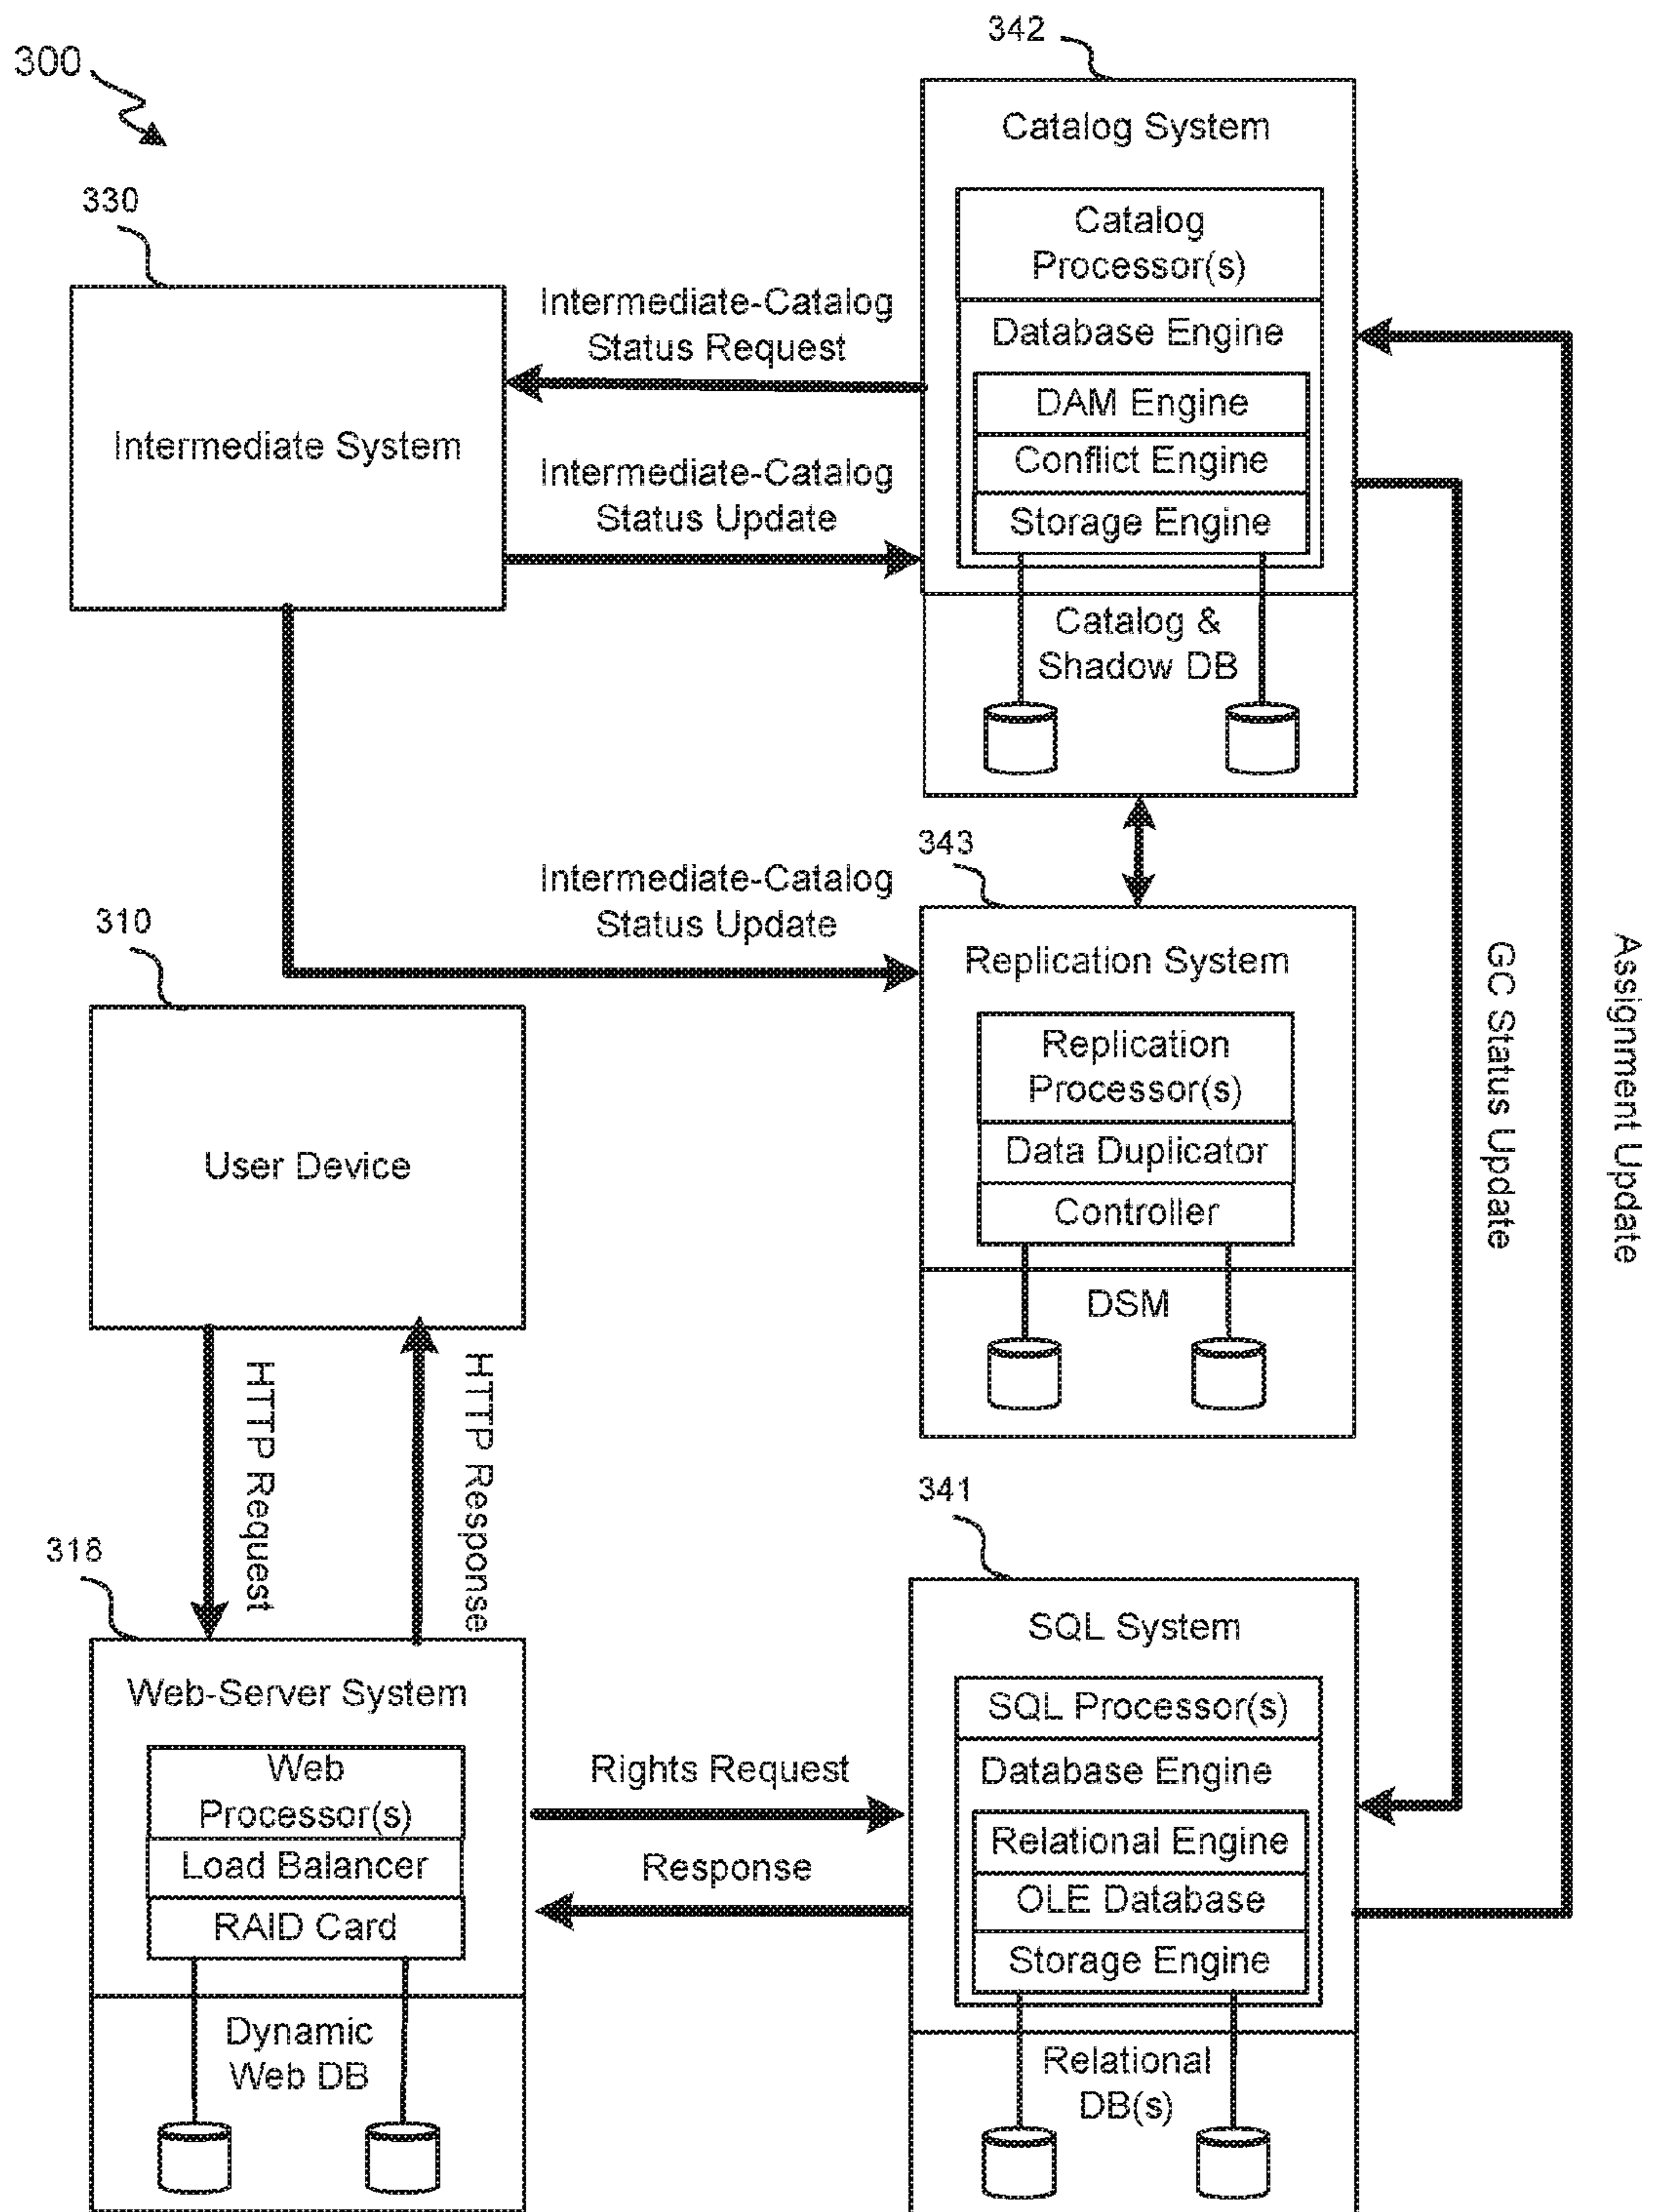 300
342
Catalog System
Catalog
Processor(s)
Database Engine
DAM Engine
Conflict Engine
Storage Engine
Catalog &
Shadow DB
330
Intermediate System
Intermediate-Catalog
Status Request
Intermediate-Catalog
Status Update
Intermediate-Catalog
Status Update
343
Replication System
Replication
Processor(s)
Data Duplicator
Controller
DSM
GC Status Update
Assignment Update
310
User Device
HTTP Request
HTTP Response
318
Web-Server System
Web
Processor(s)
Load Balancer
RAID Card
Dynamic
Web DB
Rights Request
Response
341
SQL System
SQL Processor(s)
Database Engine
Relational Engine
OLE Database
Storage Engine
Relational
DB(s)